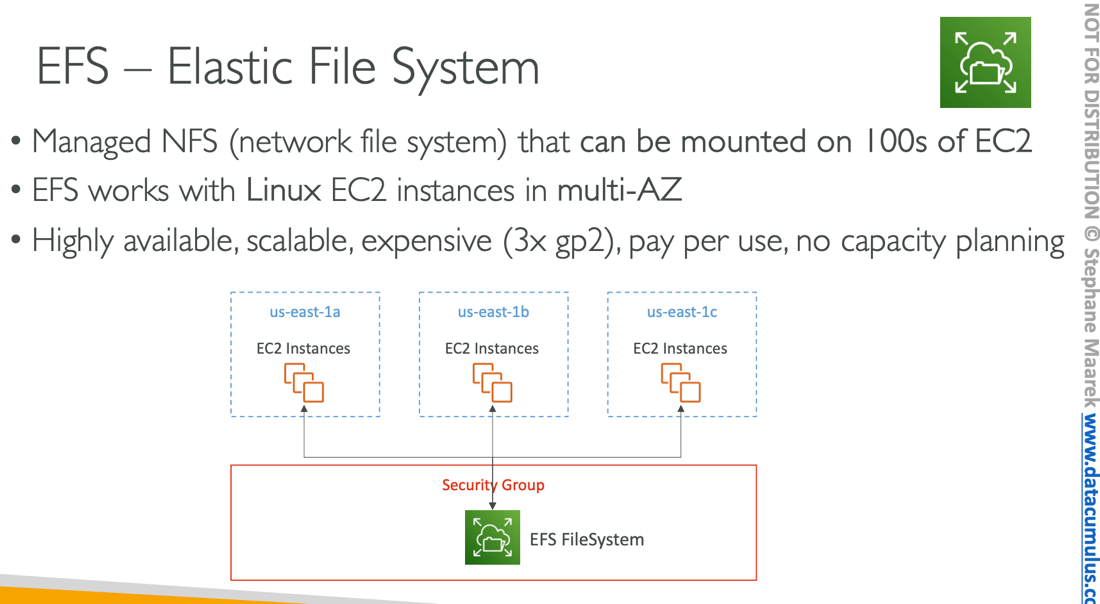 EFS – Elastic File System
• Managed NFS (network file system) that can be mounted on 100s of EC2
• EFS works with Linux EC2 instances in multi-AZ
• Highly available, scalable, expensive (3x gp2), pay per use, no capacity planning
us-east-1a
EC2 Instances
us-east-1b
EC2 Instances
us-east-1c
EC2 Instances
Security Group
EFS FileSystem
NOT FOR DISTRIBUTION © Stephane Maarek www.datacumulus.co